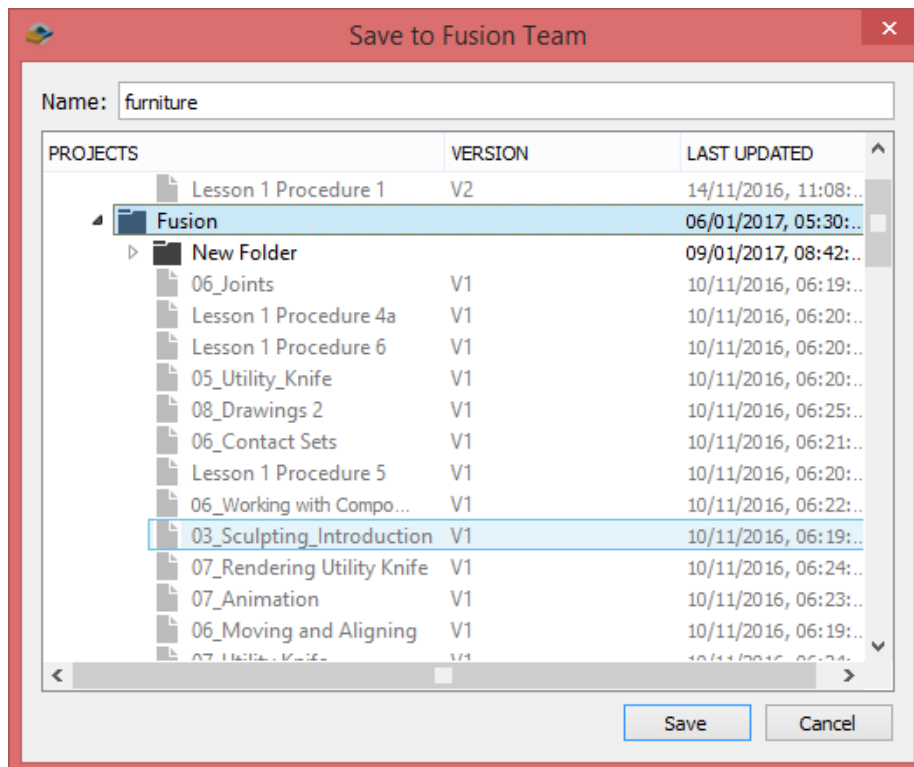 Save to Fusion Team
Name: furniture
PROJECTS VERSION LAST UPDATED
Lesson 1 Procedure 1 V2 14/11/2016, 11:08:..
Fusion 06/01/2017, 05:30:..
New Folder 09/01/2017, 08:42:..
06_Joints V1 10/11/2016, 06:19:..
Lesson 1 Procedure 4a V1 10/11/2016, 06:20:..
Lesson 1 Procedure 6 V1 10/11/2016, 06:20:..
05_Utility_Knife V1 10/11/2016, 06:20:..
08_Drawings 2 V1 10/11/2016, 06:25:..
06_Contact Sets V1 10/11/2016, 06:21:..
Lesson 1 Procedure 5 V1 10/11/2016, 06:20:..
06_Working with Compo... V1 10/11/2016, 06:22:..
03_Sculpting_Introduction V1 10/11/2016, 06:19:..
07_Rendering Utility Knife V1 10/11/2016, 06:24:..
07_Animation V1 10/11/2016, 06:23:..
06_Moving and Aligning V1 10/11/2016, 06:19:..
07_Utility_Knife V1 10/11/2016, 06:24:..
Save Cancel